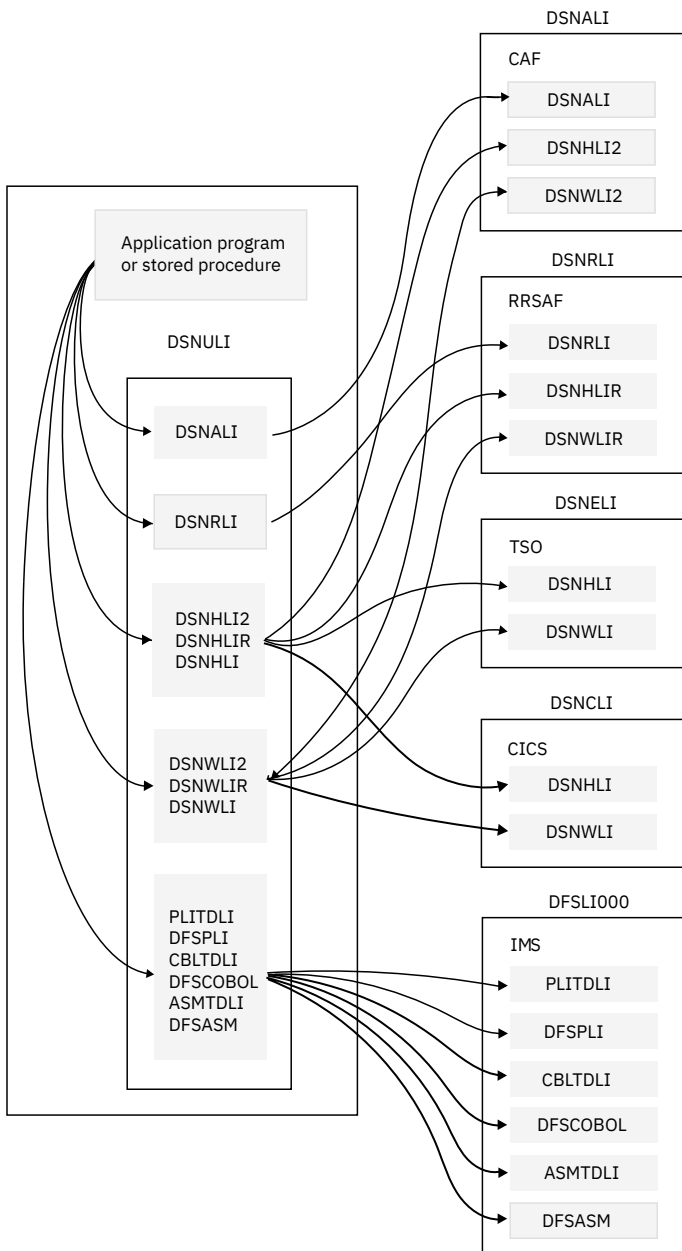 Application program
or stored procedure
DSNULI
DSNALI
DSNRLI
DSNHLI2
DSNHLIR
DSNHLI
DSNWLI2
DSNWLIR
DSNWLI
PLITDLI
DFSPLI
CBLTDLI
DFSCOBOL
ASMTDLI
DFSASM
DSNALI
CAF
DSNALI
DSNHLI2
DSNWLI2
DSNRLI
RRSAF
DSNRLI
DSNHLIR
DSNWLIR
DSNELI
TSO
DSNHLI
DSNWLI
DSNCLI
CICS
DSNHLI
DSNWLI
DFSLI000
IMS
PLITDLI
DFSPLI
CBLTDLI
DFSCOBOL
ASMTDLI
DFSASM